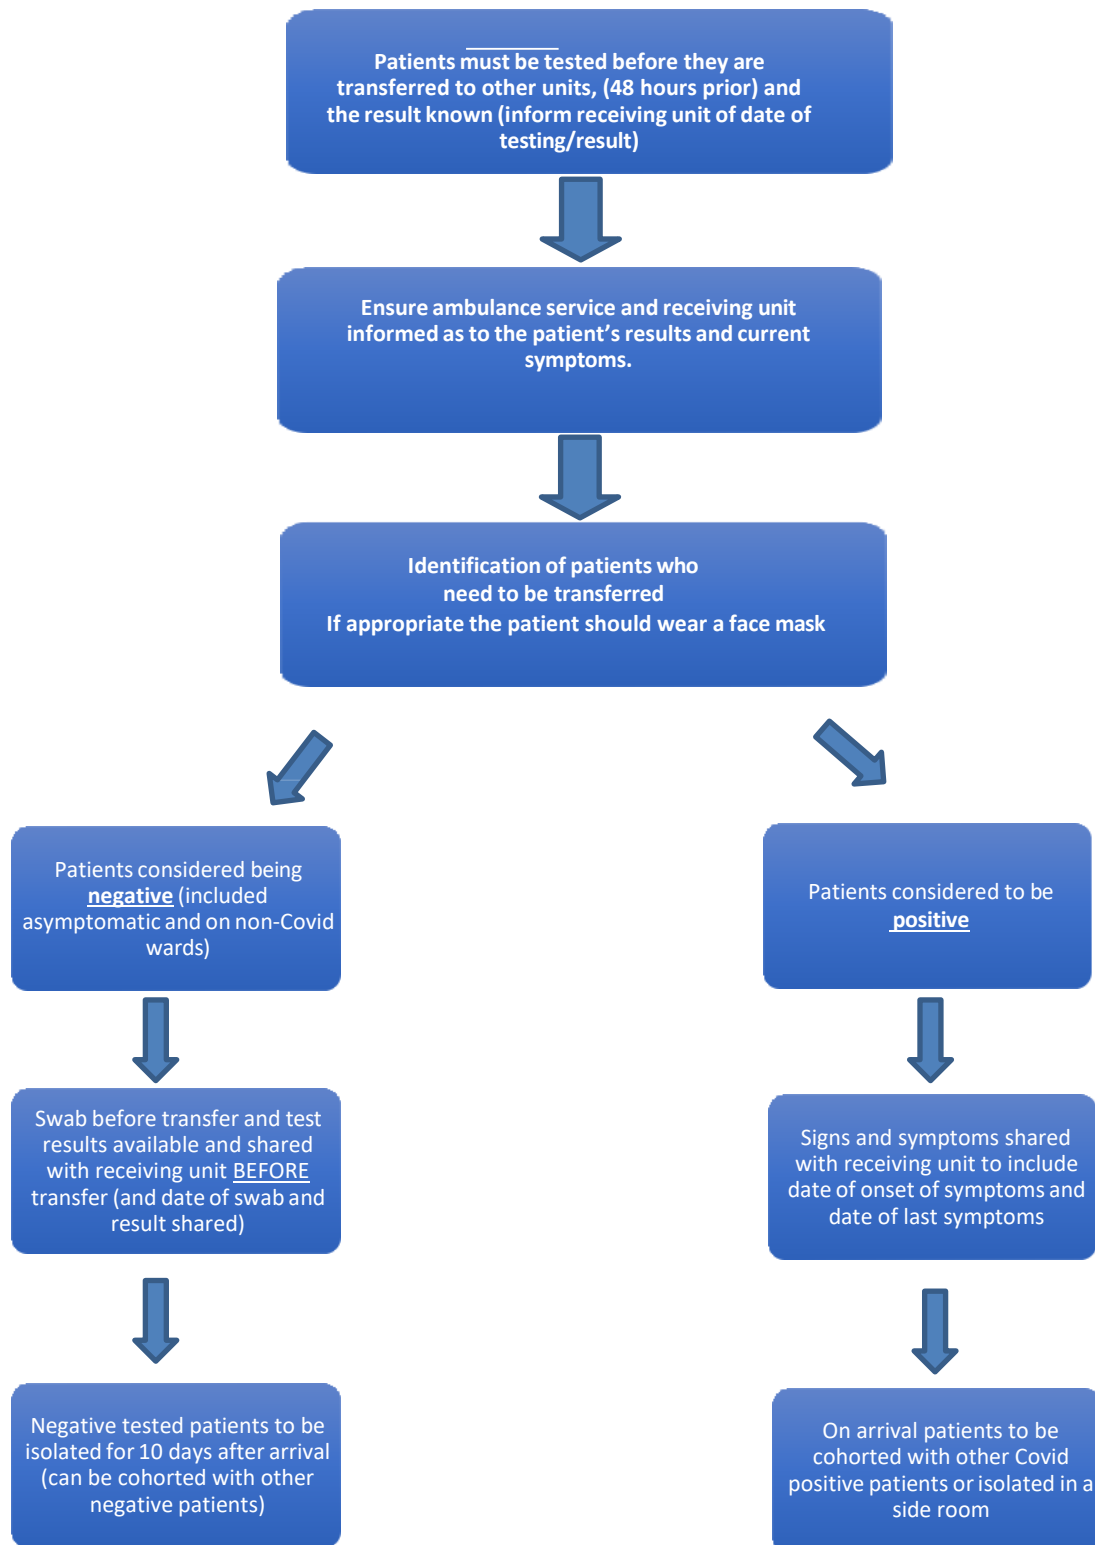 Patients must be tested before they are
transferred to other units, (48 hours prior) and
the result known (inform receiving unit of date of
testing/result)
Ensure ambulance service and receiving unit
informed as to the patient’s results and current
symptoms.
Identification of patients who
need to be transferred
If appropriate the patient should wear a face mask
Patients considered being
negative (included
asymptomatic and on non-Covid
wards)
Patients considered to be
positive
Swab before transfer and test
results available and shared
with receiving unit BEFORE
transfer (and date of swab and
result shared)
Signs and symptoms shared
with receiving unit to include
date of onset of symptoms and
date of last symptoms
Negative tested patients to be
isolated for 10 days after arrival
(can be cohorted with other
negative patients)
On arrival patients to be
cohorted with other Covid
positive patients or isolated in a
side room